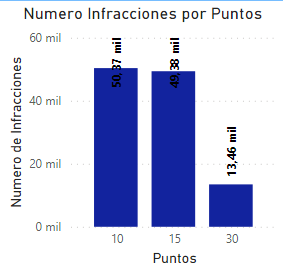 Numero Infracciones por Puntos
Numero de Infracciones
60 mil
40 mil
20 mil
0 mil
50,37 mil
49,38 mil
13,46 mil
10
15
30
Puntos